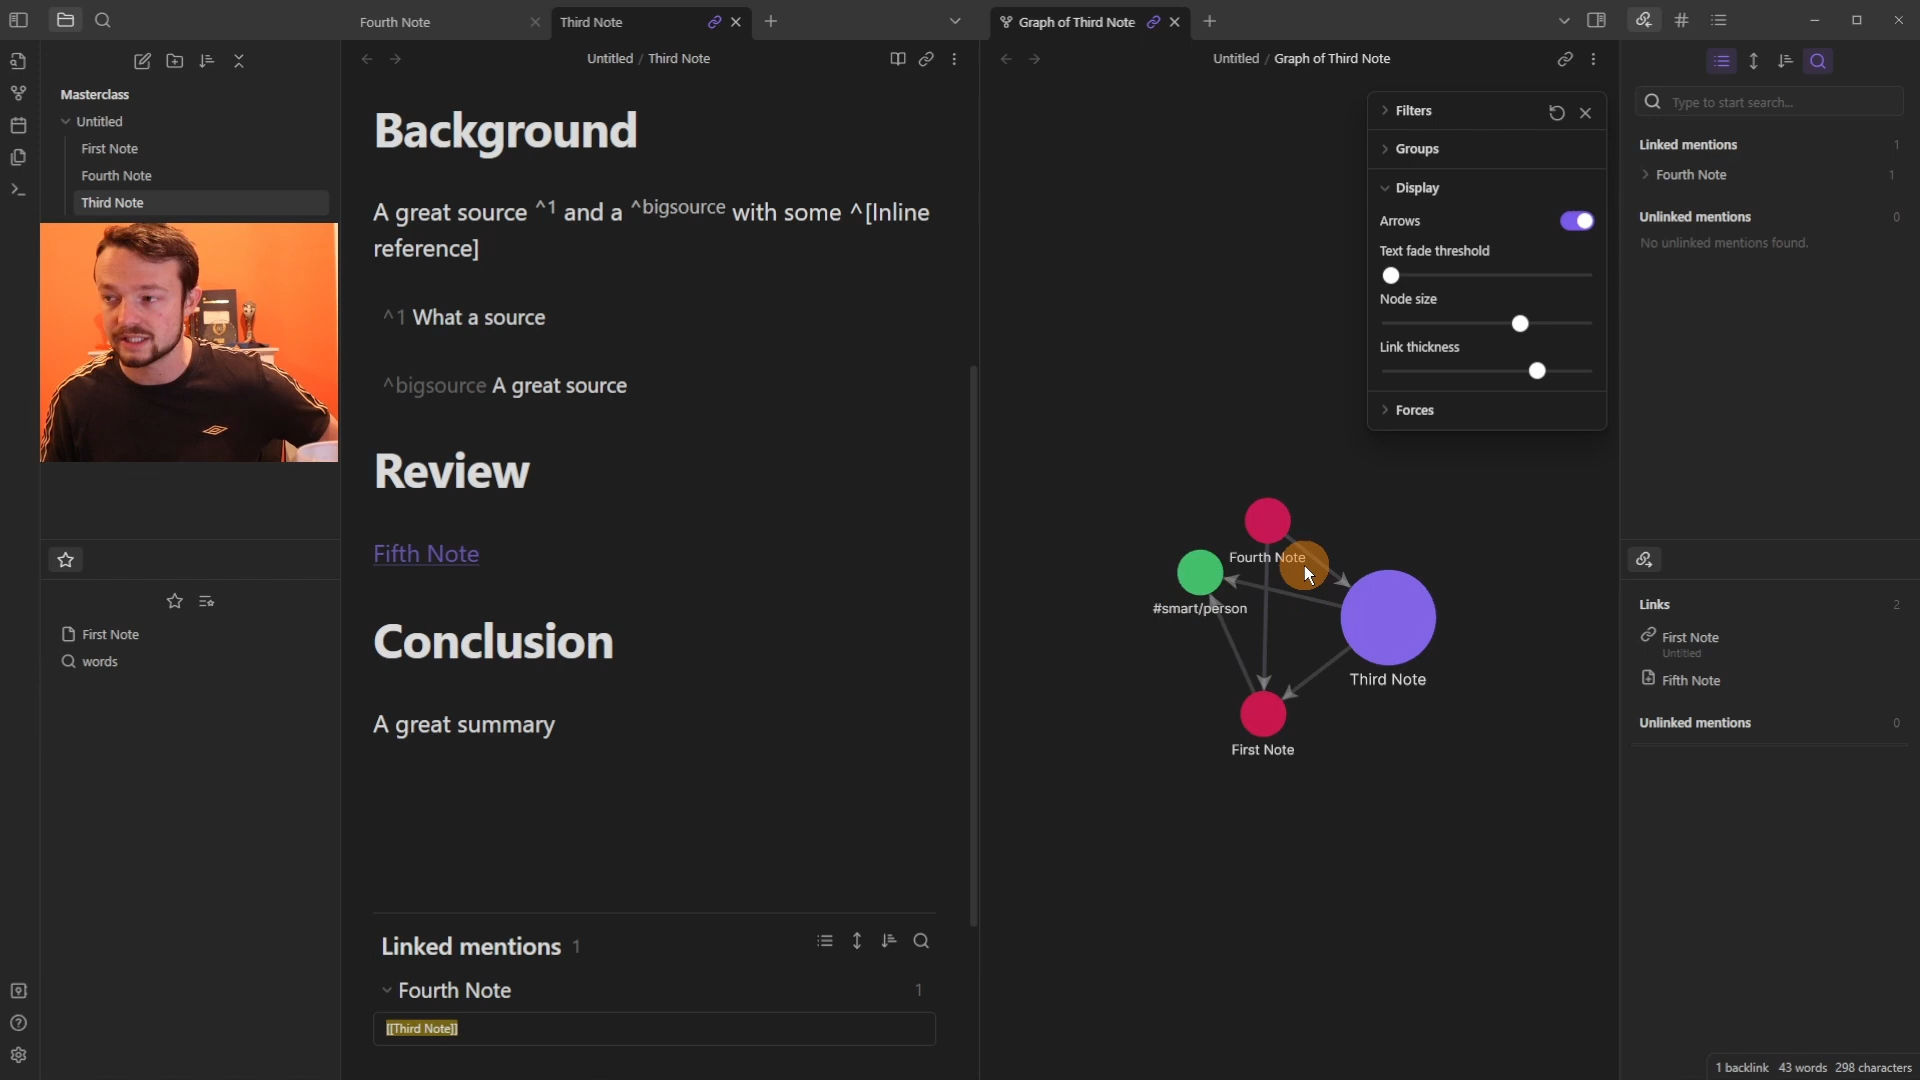 Fourth Note
Third Note
Graph of Third Note
Untitled / Third Note
Untitled / Graph of Third Note
Masterclass
Untitled
First Note
Fourth Note
Third Note
First Note
words
Background
A great source ^1 and a ^bigsource with some ^[Inline
reference]
^1 What a source
^bigsource A great source
Review
Fifth Note
Conclusion
A great summary
Linked mentions 1
Fourth Note 1
[[Third Note]]
Filters
Groups
Display
Arrows
Text fade threshold
Node size
Link thickness
Forces
Fourth Note
#smart/person
Third Note
First Note
Type to start search...
Linked mentions 1
Fourth Note 1
Unlinked mentions 0
No unlinked mentions found.
Links 2
First Note
Untitled
Fifth Note
Unlinked mentions 0
1 backlink 43 words 298 characters